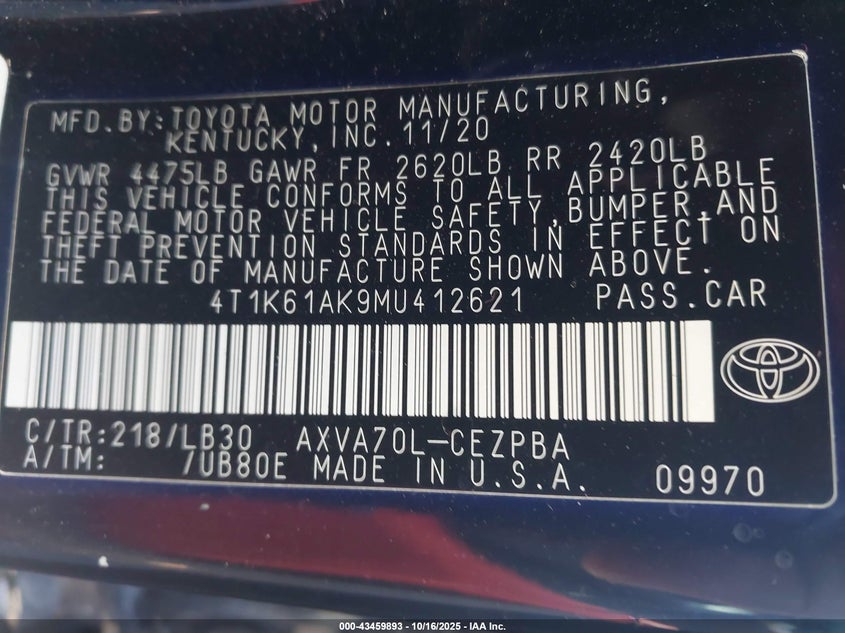 MFD. BY: TOYOTA MOTOR MANUFACTURING,
KENTUCKY, INC. 11/20
GVWR 4475LB GAWR FR 2620LB RR 2420LB
THIS VEHICLE CONFORMS TO ALL APPLICABLE
FEDERAL MOTOR VEHICLE SAFETY, BUMPER, AND
THEFT PREVENTION STANDARDS IN EFFECT ON
THE DATE OF MANUFACTURE SHOWN ABOVE.
4T1K61AK9MU412621 PASS. CAR
C/TR: 218/LB30 AXVA70L-CEZPBA
A/TM: /UB80E MADE IN U.S.A. 09970
000-43459893 - 10/16/2025 - IAA Inc.